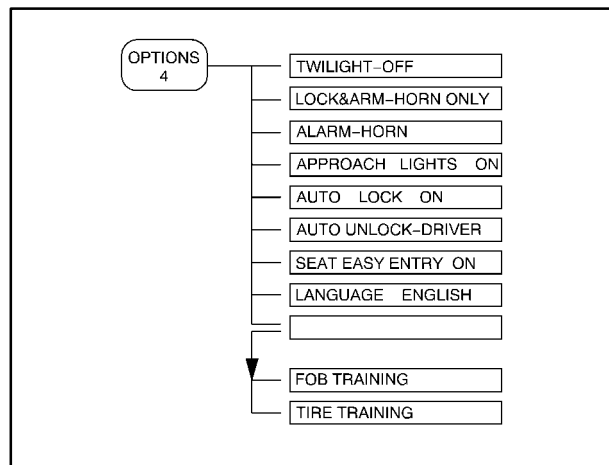 OPTIONS
4
TWILIGHT–OFF
LOCK&ARM–HORN ONLY
ALARM–HORN
APPROACH LIGHTS ON
AUTO LOCK ON
AUTO UNLOCK–DRIVER
SEAT EASY ENTRY ON
LANGUAGE ENGLISH
FOB TRAINING
TIRE TRAINING